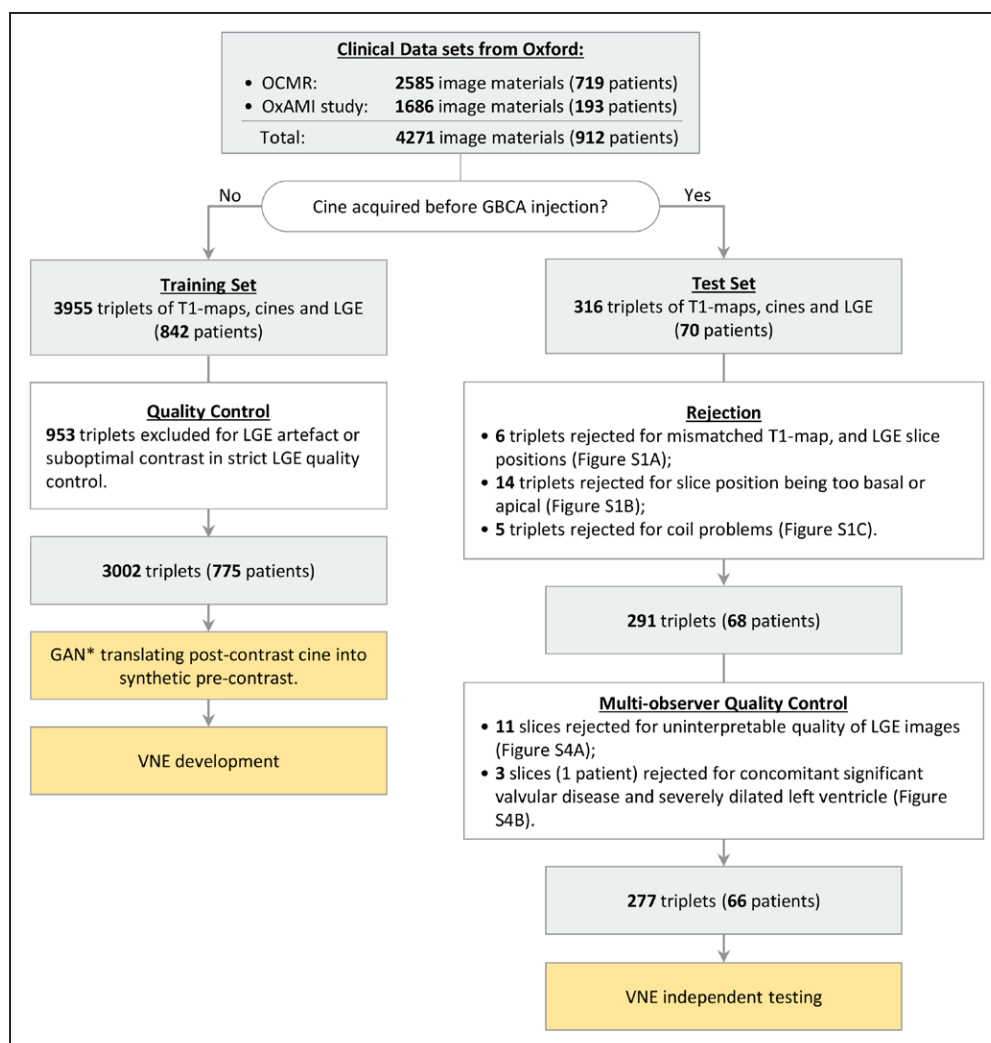 Clinical Data sets from Oxford:
• OCMR: 2585 image materials (719 patients)
• OxAMI study: 1686 image materials (193 patients)
Total: 4271 image materials (912 patients)
No
Cine acquired before GBCA injection?
Yes
Training Set
3955 triplets of T1-maps, cines and LGE
(842 patients)
Quality Control
953 triplets excluded for LGE artefact or
suboptimal contrast in strict LGE quality
control.
3002 triplets (775 patients)
GAN* translating post-contrast cine into
synthetic pre-contrast.
VNE development
Test Set
316 triplets of T1-maps, cines and LGE
(70 patients)
Rejection
• 6 triplets rejected for mismatched T1-map, and LGE slice
positions (Figure S1A);
• 14 triplets rejected for slice position being too basal or
apical (Figure S1B);
• 5 triplets rejected for coil problems (Figure S1C).
291 triplets (68 patients)
Multi-observer Quality Control
• 11 slices rejected for uninterpretable quality of LGE images
(Figure S4A);
• 3 slices (1 patient) rejected for concomitant significant
valvular disease and severely dilated left ventricle (Figure
S4B).
277 triplets (66 patients)
VNE independent testing